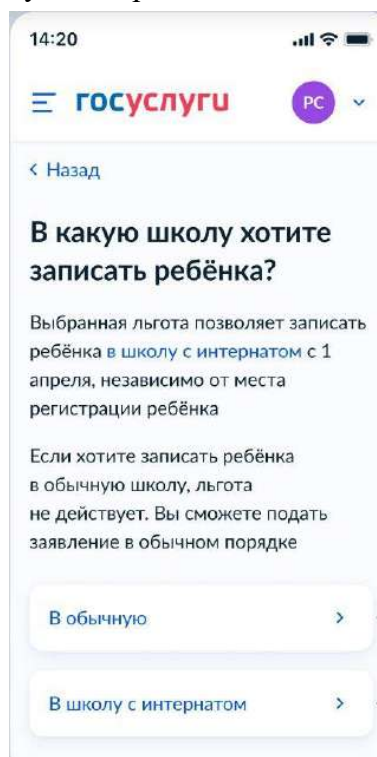 14:20
госуслуги
РС
Назад
В какую школу хотите
записать ребёнка?
Выбранная льгота позволяет записать
ребёнка в школу с интернатом с 1
апреля, независимо от места
регистрации ребёнка
Если хотите записать ребёнка
в обычную школу, льгота
не действует. Вы сможете подать
заявление в обычном порядке
В обычную
В школу с интернатом